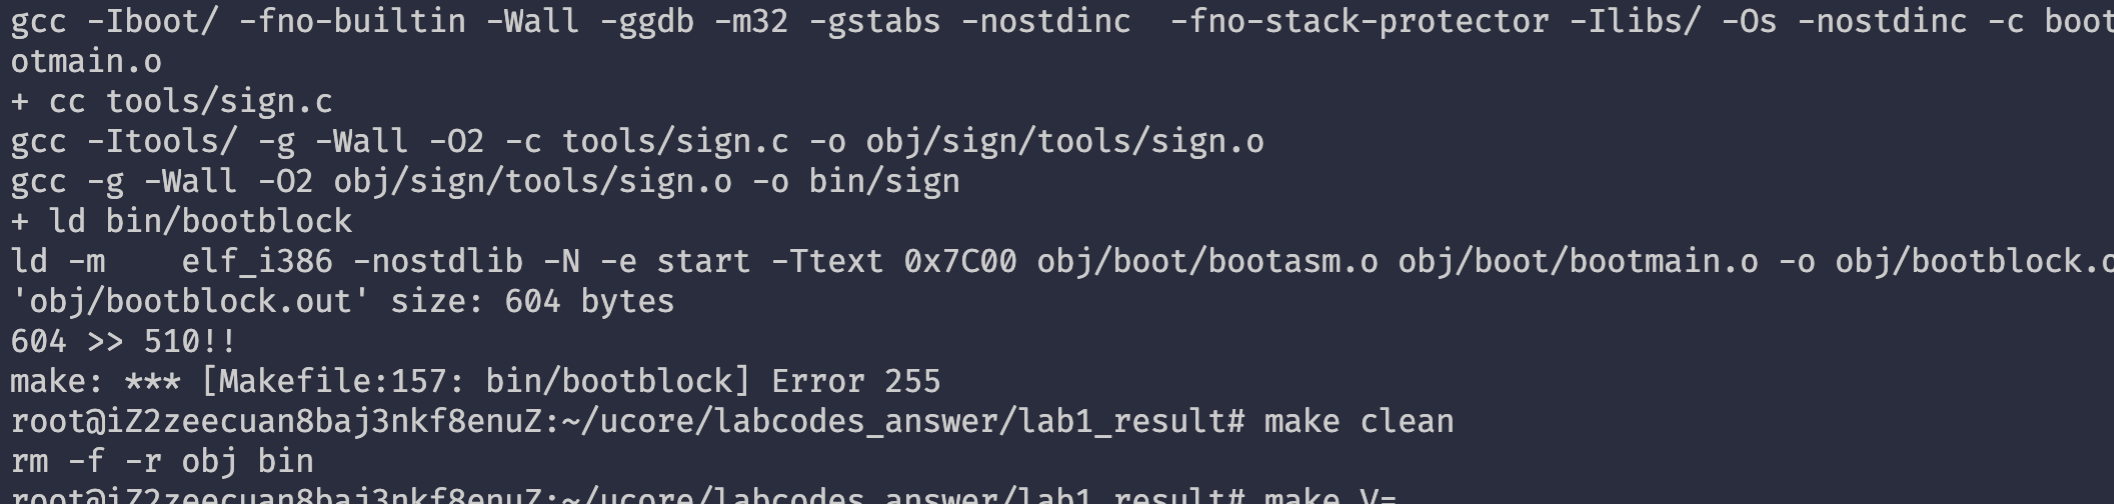 gcc -Iboot/ -fno-builtin -Wall -ggdb -m32 -gstabs -nostdinc  -fno-stack-protector -Ilibs/ -Os -nostdinc -c boot
otmain.o
+ cc tools/sign.c
gcc -Itools/ -g -Wall -O2 -c tools/sign.c -o obj/sign/tools/sign.o
gcc -g -Wall -O2 obj/sign/tools/sign.o -o bin/sign
+ ld bin/bootblock
ld -m    elf_i386 -nostdlib -N -e start -Ttext 0x7C00 obj/boot/bootasm.o obj/boot/bootmain.o -o obj/bootblock.o
'obj/bootblock.out' size: 604 bytes
604 >> 510!!
make: *** [Makefile:157: bin/bootblock] Error 255
root@iZ2zeecuan8baj3nkf8enuZ:~/ucore/labcodes_answer/lab1_result# make clean
rm -f -r obj bin
root@iZ2zeecuan8baj3nkf8enuZ:~/ucore/labcodes_answer/lab1_result# make V=